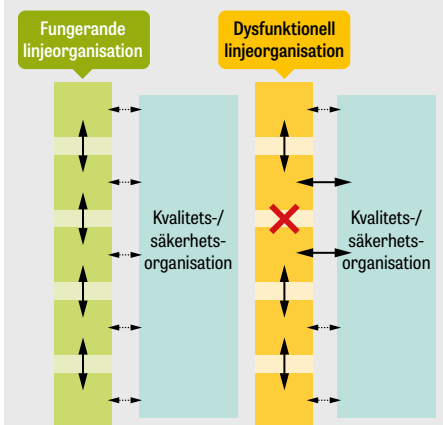 Fungerande
linjeorganisation
Dysfunktionell
linjeorganisation
Kvalitets-/
säkerhets-
organisation
Kvalitets-/
säkerhets-
organisation